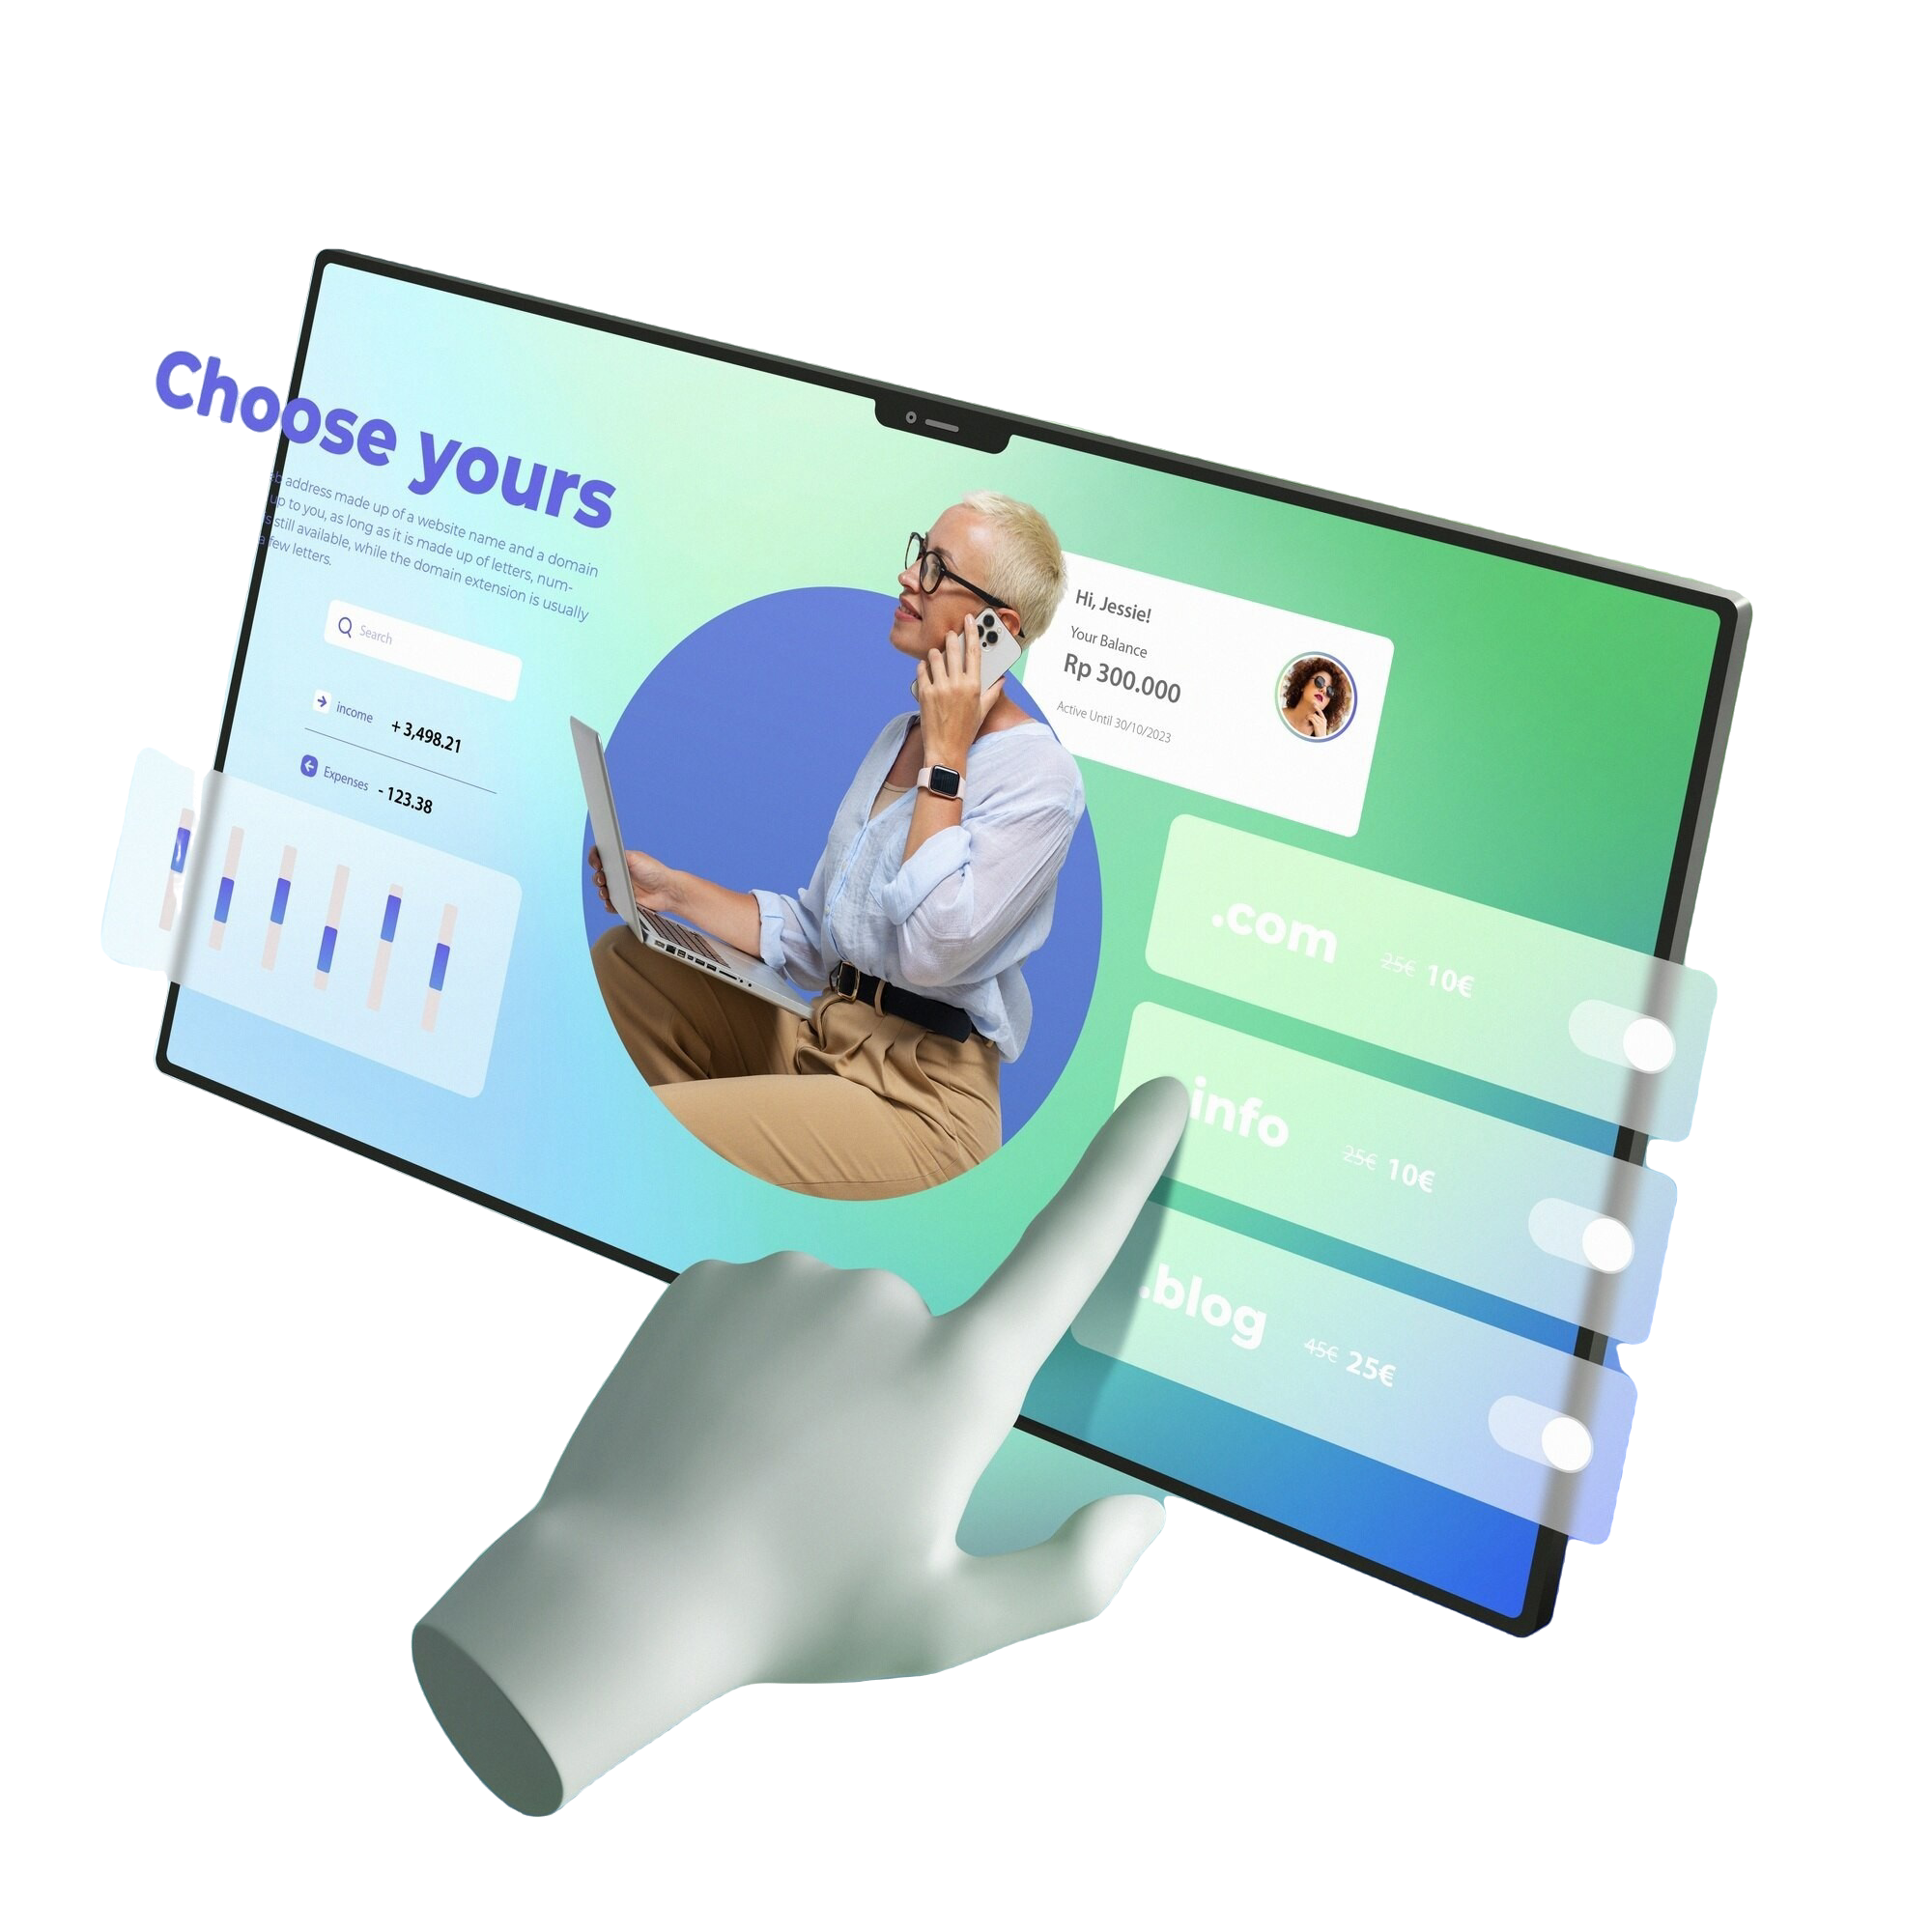 Choose yours
address made up of a website name and a domain
up to you, as long as it is made up of letters, num-
still available, while the domain extension is usually
few letters.
Search
income + 3,498.21
Expenses - 123.38
Hi, Jessie!
Your Balance
Rp 300.000
Active Until 30/10/2023
.com 25€ 10€
info 25€ 10€
.blog 45€ 25€